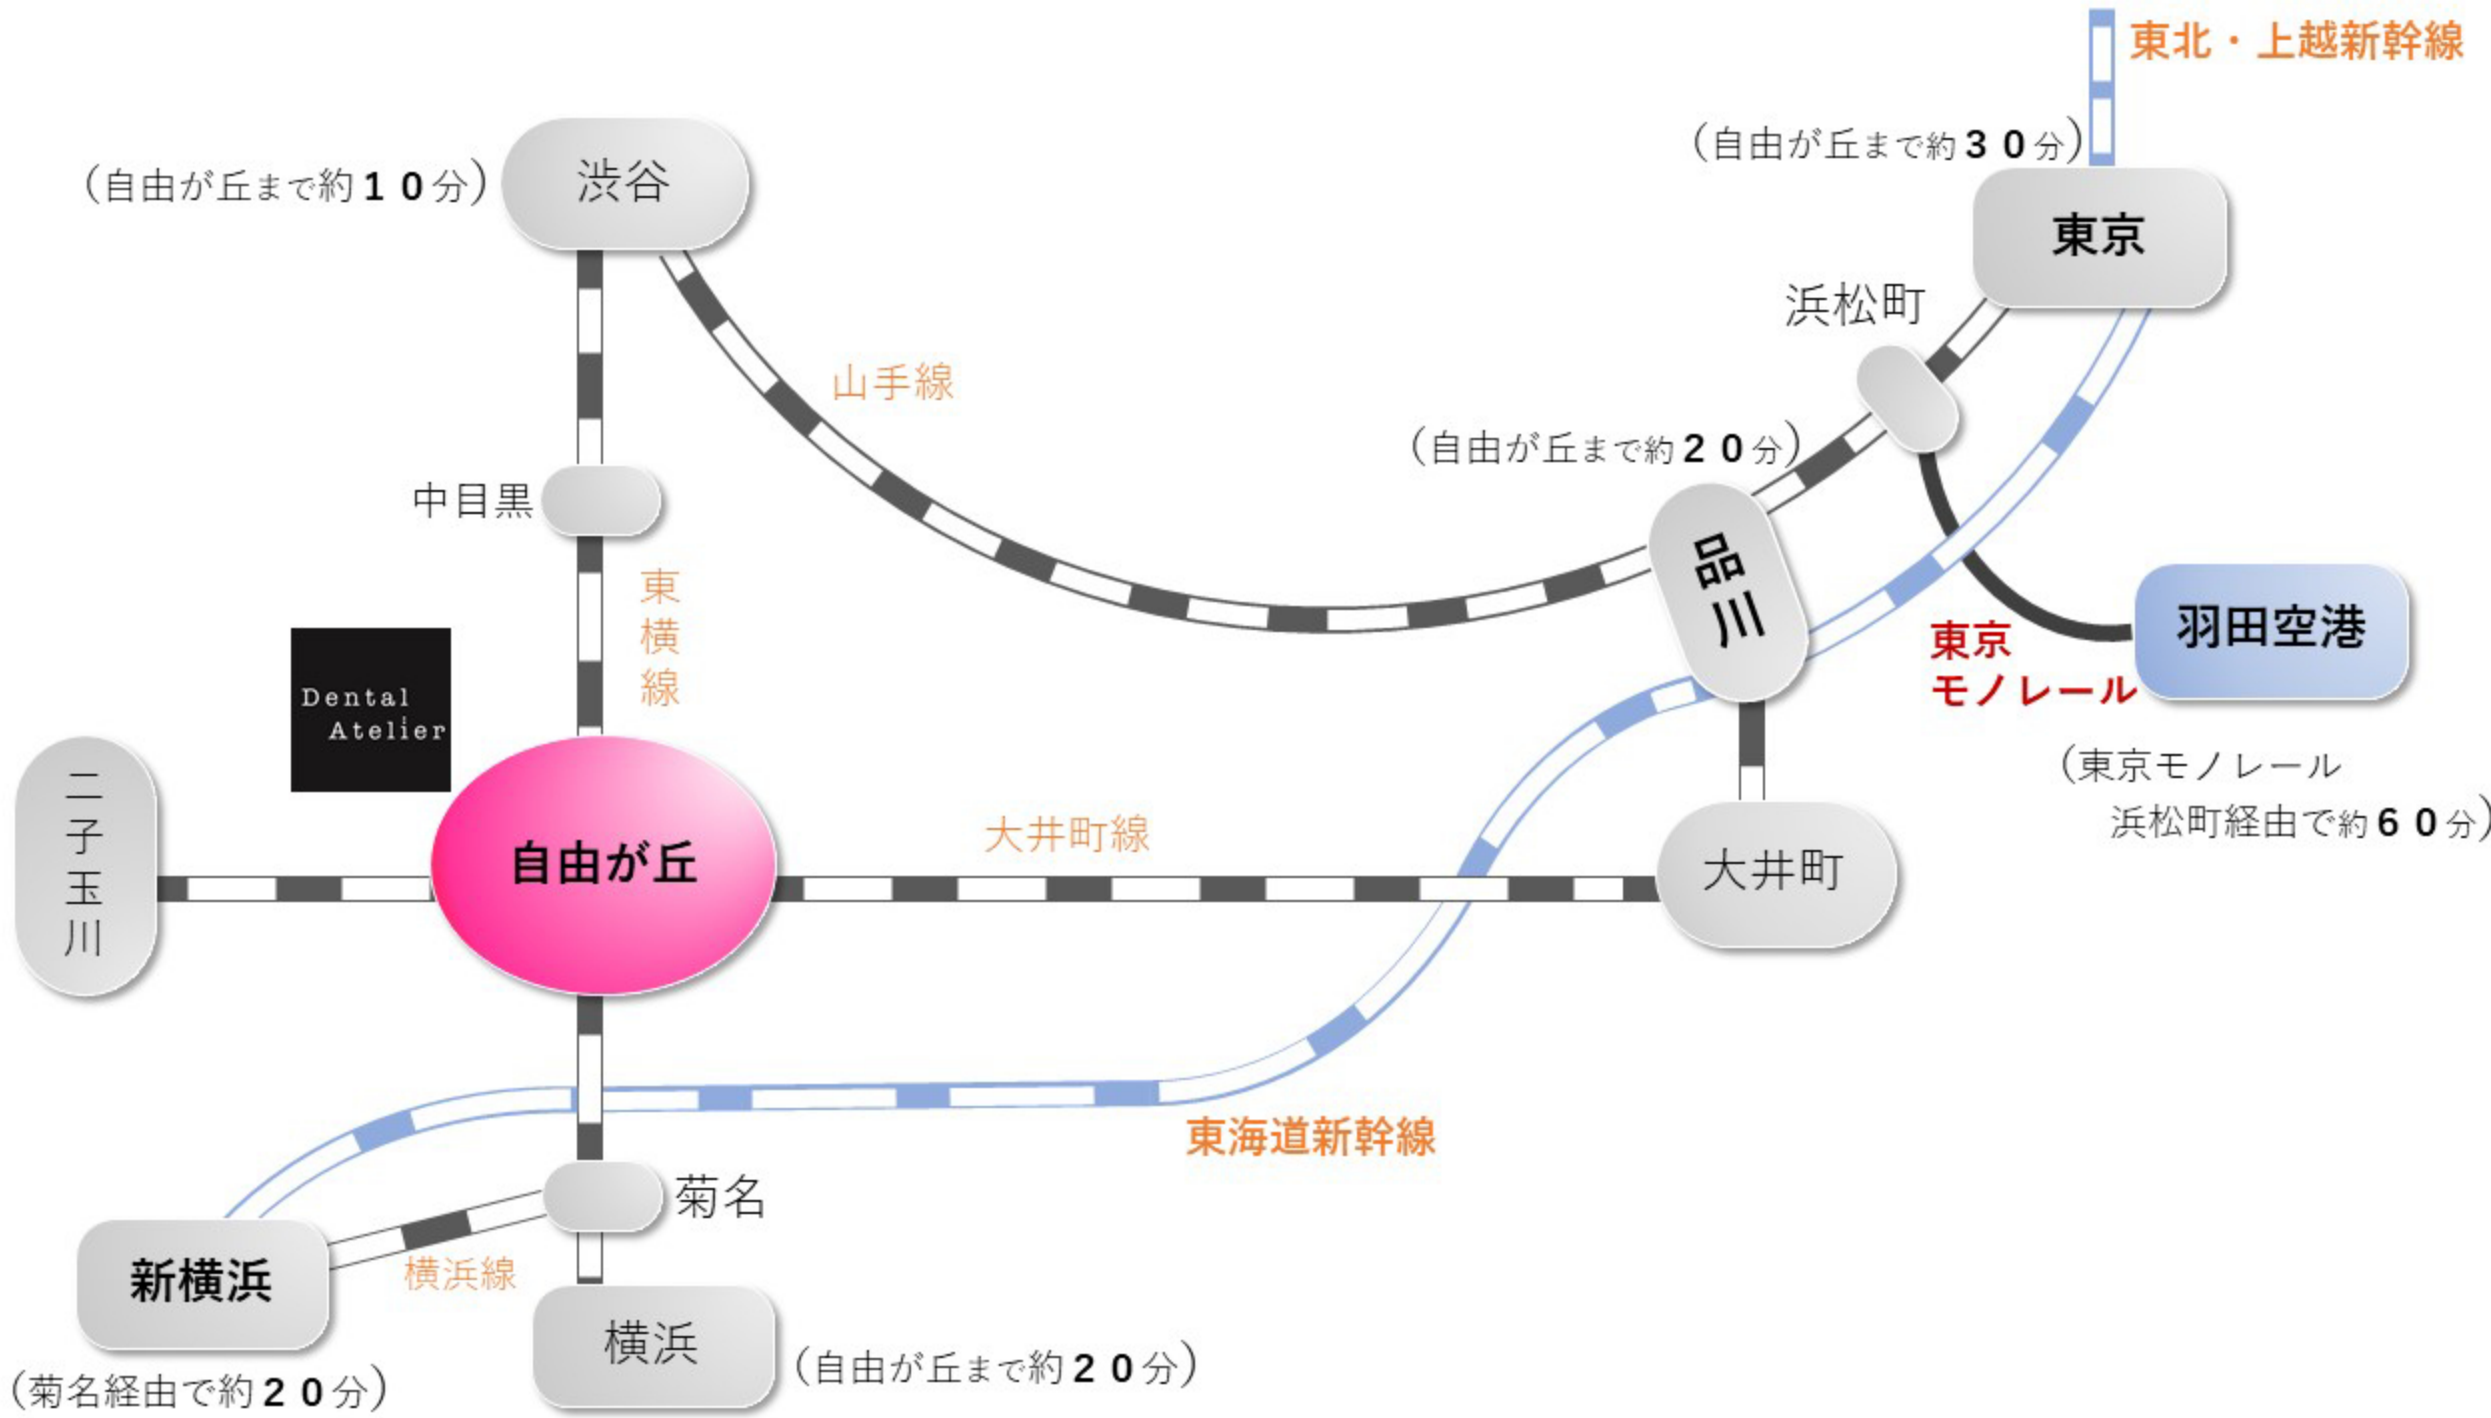 東北・上越新幹線
(自由が丘まで約３０分)
東京
(自由が丘まで約１０分)
渋谷
浜松町
山手線
(自由が丘まで約２０分)
品川
中目黒
東横線
羽田空港
東京
モノレール
(東京モノレール
浜松町経由で約６０分)
Dental
Atelier
二子玉川
自由が丘
大井町線
大井町
東海道新幹線
菊名
新横浜
横浜線
(菊名経由で約２０分)
横浜
(自由が丘まで約２０分)